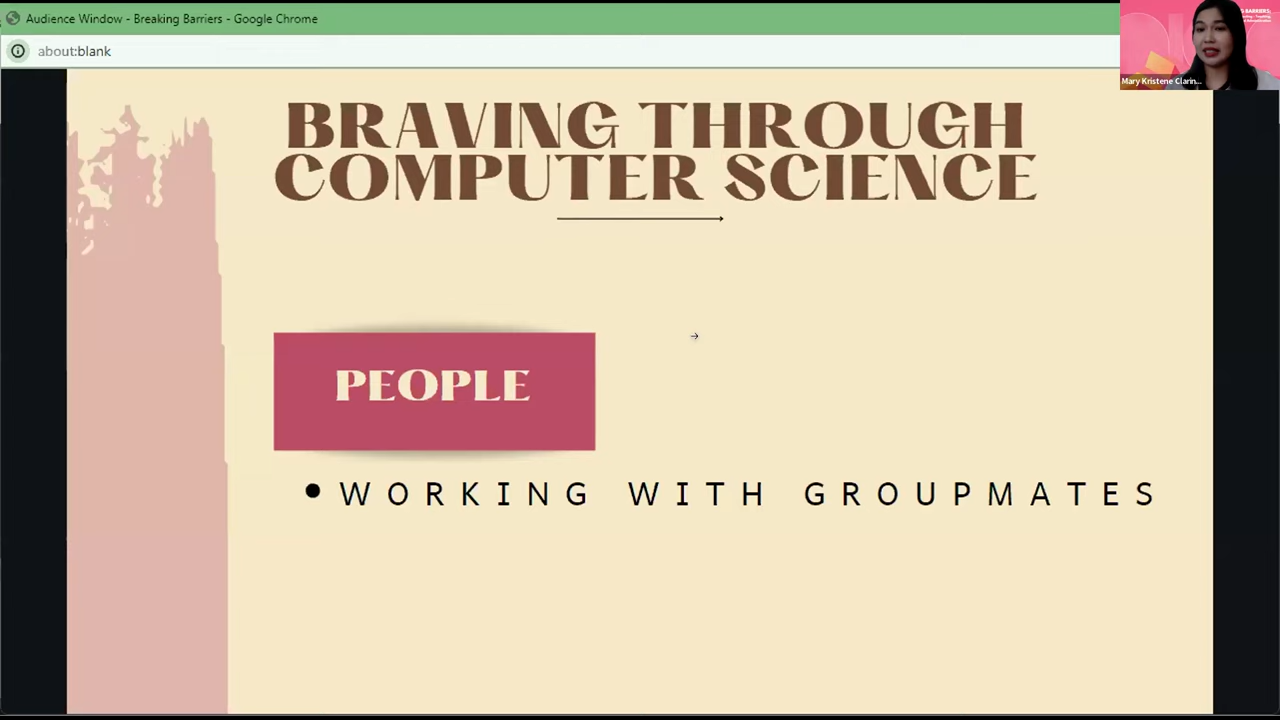 Audience Window - Breaking Barriers - Google Chrome
about:blank
BRAVING THROUGH
COMPUTER SCIENCE
PEOPLE
• WORKING WITH GROUPMATES
Mary Kristene Clarin...